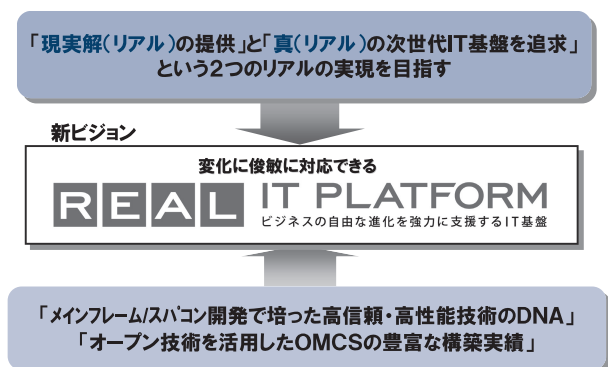 「現実解(リアル)の提供」と「真(リアル)の次世代IT基盤を追求」
という2つのリアルの実現を目指す
新ビジョン
変化に俊敏に対応できる
REAL IT PLATFORM
ビジネスの自由な進化を強力に支援するIT基盤
「メインフレーム/スパコン開発で培った高信頼・高性能技術のDNA」
「オープン技術を活用したOMCSの豊富な構築実績」